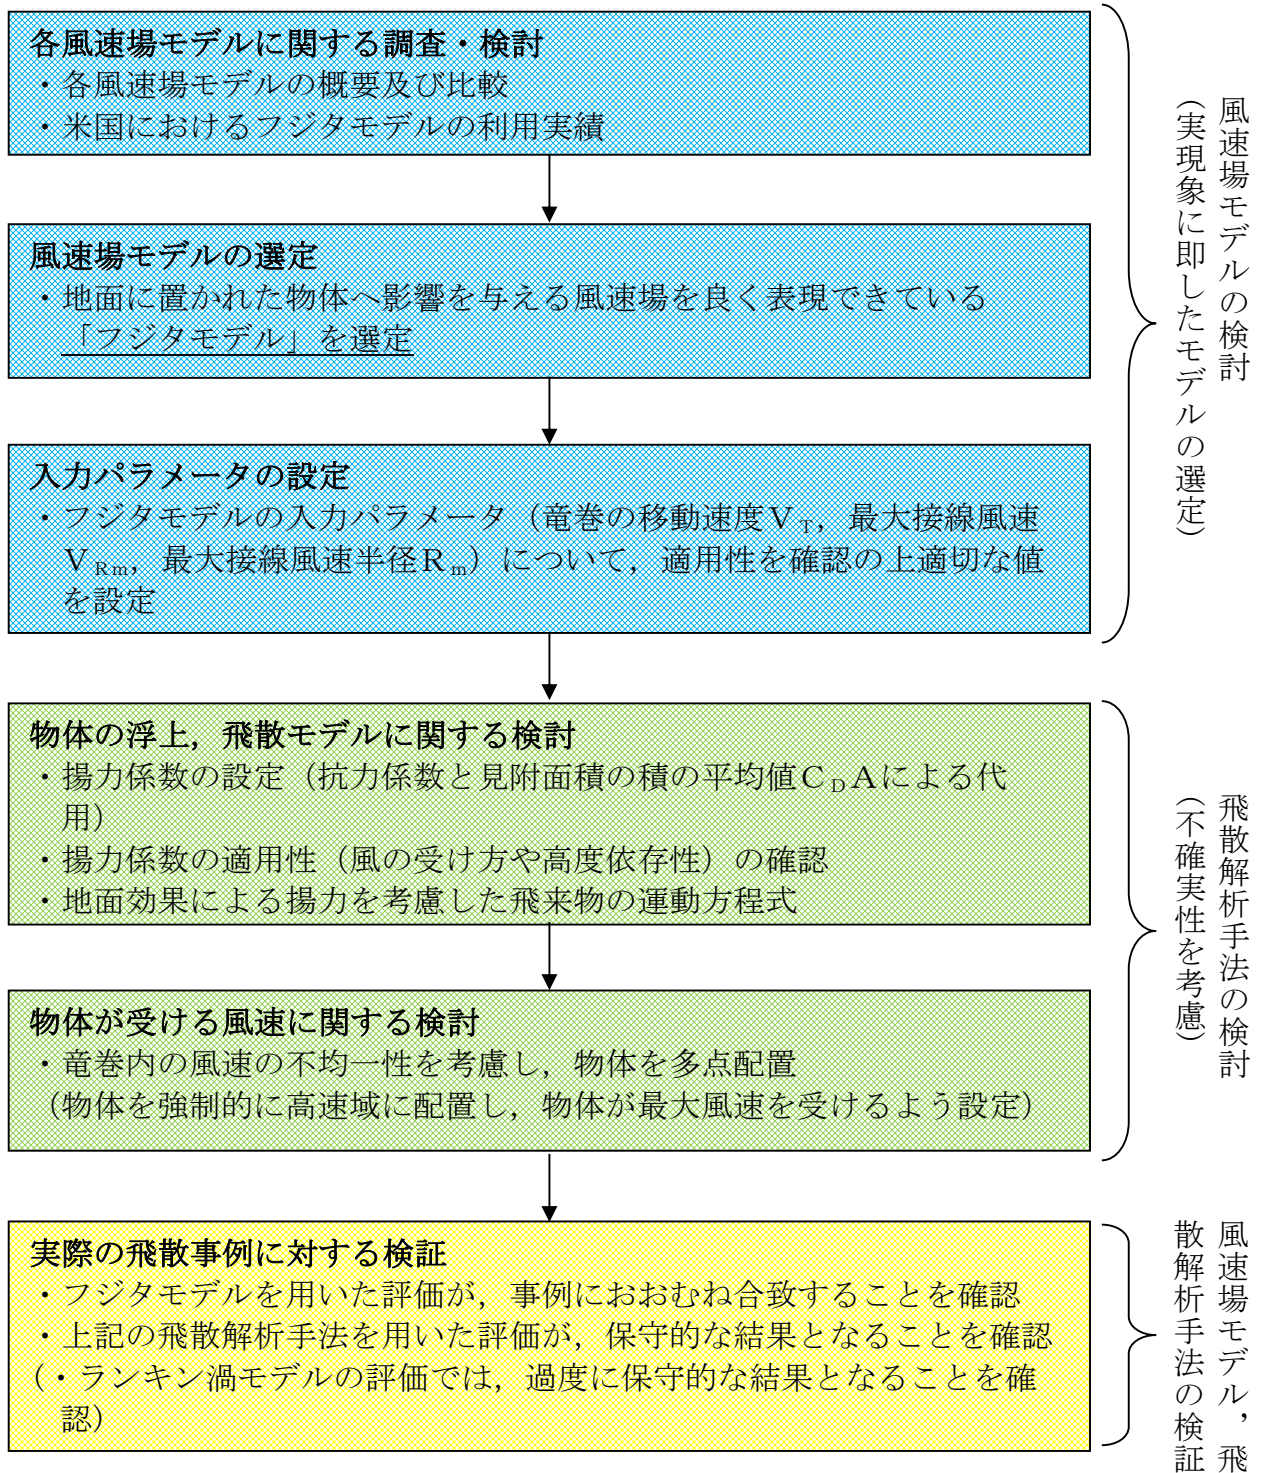 各風速場モデルに関する調査・検討
・各風速場モデルの概要及び比較
・米国におけるフジタモデルの利用実績
風速場モデルの選定
・地面に置かれた物体へ影響を与える風速場を良く表現できている
「フジタモデル」を選定
入力パラメータの設定
・フジタモデルの入力パラメータ（竜巻の移動速度ＶT，最大接線風速
ＶRm，最大接線風速半径Ｒm）について，適用性を確認の上適切な値
を設定
風速場モデルの検討
（実現象に即したモデルの選定）
物体の浮上，飛散モデルに関する検討
・揚力係数の設定（抗力係数と見附面積の積の平均値ＣDＡによる代
用）
・揚力係数の適用性（風の受け方や高度依存性）の確認
・地面効果による揚力を考慮した飛来物の運動方程式
物体が受ける風速に関する検討
・竜巻内の風速の不均一性を考慮し，物体を多点配置
（物体を強制的に高速域に配置し，物体が最大風速を受けるよう設定）
飛散解析手法の検討
（不確実性を考慮）
実際の飛散事例に対する検証
・フジタモデルを用いた評価が，事例におおむね合致することを確認
・上記の飛散解析手法を用いた評価が，保守的な結果となることを確認
（・ランキン渦モデルの評価では，過度に保守的な結果となることを確
認）
風速場モデル，飛
散解析手法の検証